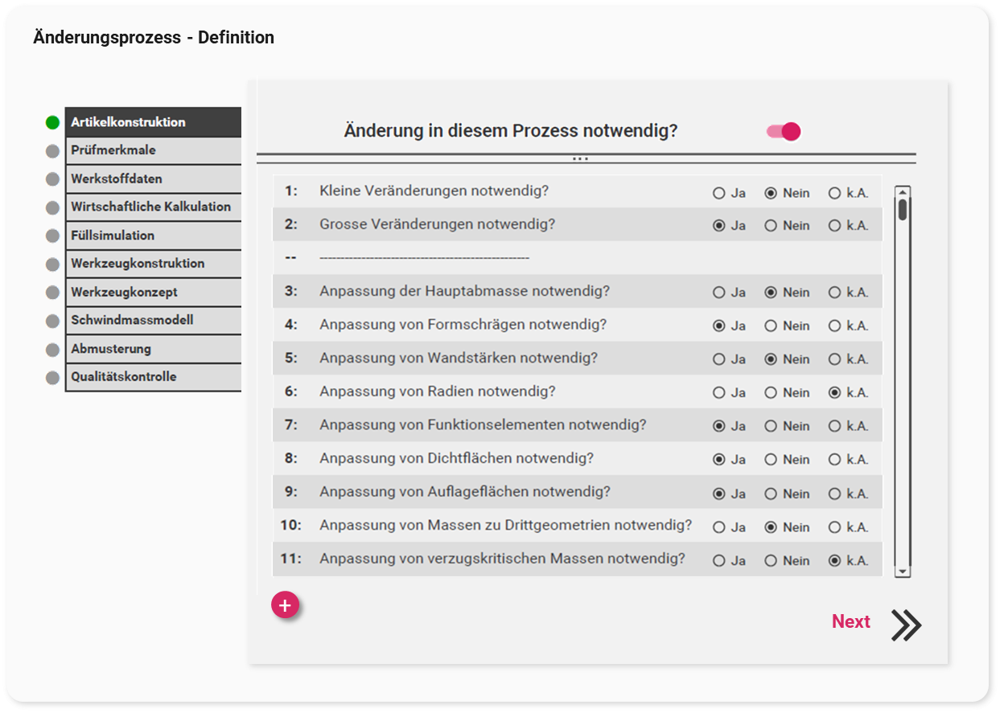 Änderungsprozess - Definition
Artikelkonstruktion
Prüfmerkmale
Werkstoffdaten
Wirtschaftliche Kalkulation
Füllsimulation
Werkzeugkonstruktion
Werkzeugkonzept
Schwindmassmodell
Abmusterung
Qualitätskontrolle
Änderung in diesem Prozess notwendig?
...
1: Kleine Veränderungen notwendig? Ja Nein k.A.
2: Grosse Veränderungen notwendig? Ja Nein k.A.
-- --------------------------------------------------
3: Anpassung der Hauptabmasse notwendig? Ja Nein k.A.
4: Anpassung von Formschrägen notwendig? Ja Nein k.A.
5: Anpassung von Wandstärken notwendig? Ja Nein k.A.
6: Anpassung von Radien notwendig? Ja Nein k.A.
7: Anpassung von Funktionselementen notwendig? Ja Nein k.A.
8: Anpassung von Dichtflächen notwendig? Ja Nein k.A.
9: Anpassung von Auflageflächen notwendig? Ja Nein k.A.
10: Anpassung von Massen zu Drittgeometrien notwendig? Ja Nein k.A.
11: Anpassung von verzugskritischen Massen notwendig? Ja Nein k.A.
+
Next